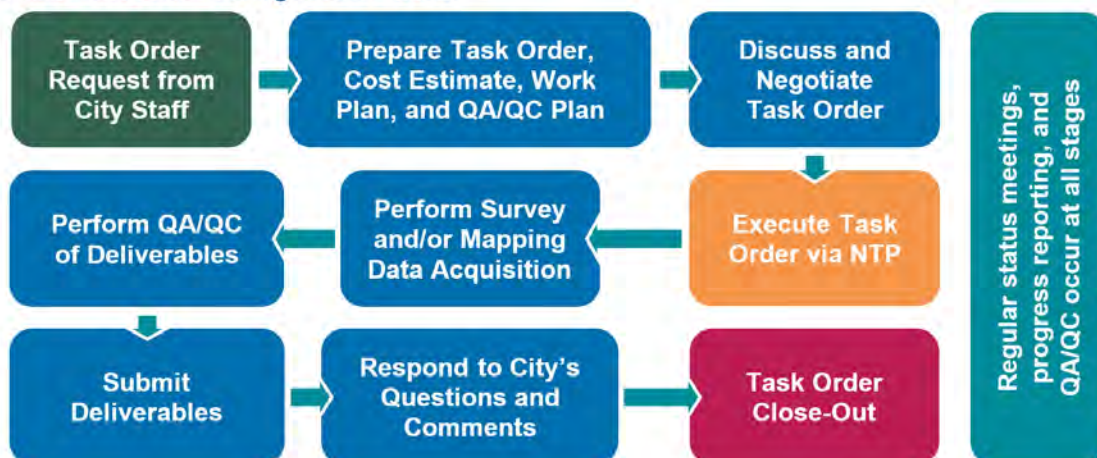 Task Order
Request from
City Staff
Prepare Task Order,
Cost Estimate, Work
Plan, and QA/QC Plan
Discuss and
Negotiate
Task Order
Execute Task
Order via NTP
Perform Survey
and/or Mapping
Data Acquisition
Perform QA/QC
of Deliverables
Submit
Deliverables
Respond to City's
Questions and
Comments
Task Order
Close-Out
Regular status meetings,
progress reporting, and
QA/QC occur at all stages